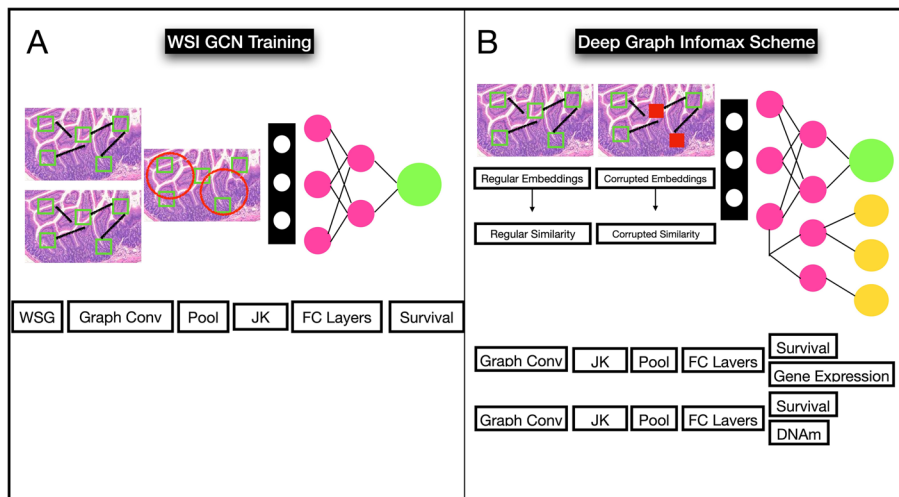 A
WSI GCN Training
WSG
Graph Conv
Pool
JK
FC Layers
Survival
B
Deep Graph Infomax Scheme
Regular Embeddings
Corrupted Embeddings
Regular Similarity
Corrupted Similarity
Graph Conv
JK
Pool
FC Layers
Survival
Gene Expression
Graph Conv
JK
Pool
FC Layers
Survival
DNAm